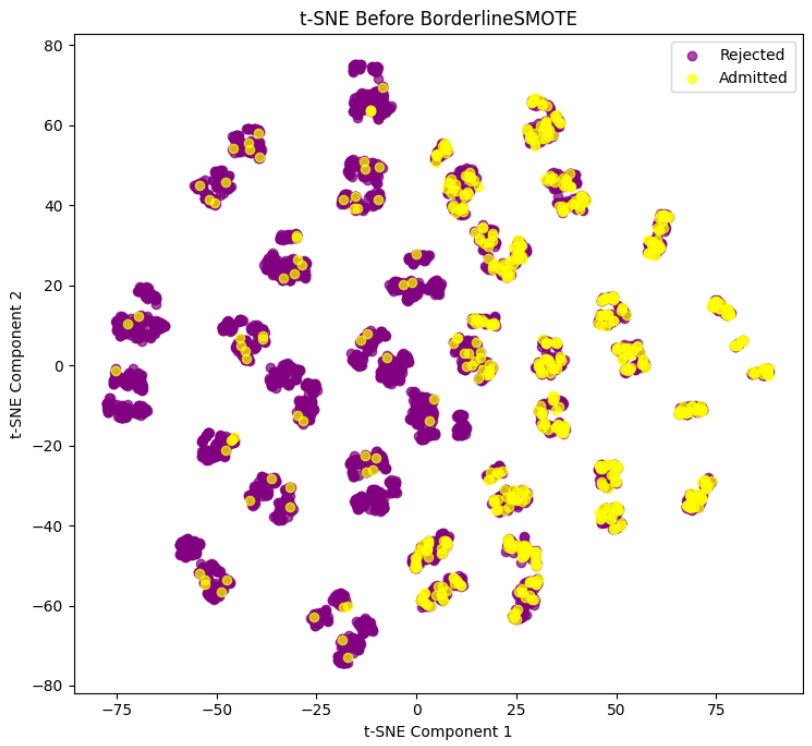 t-SNE Before BorderlineSMOTE
Rejected
Admitted
80
60
40
20
0
−20
−40
−60
−80
t-SNE Component 2
−75 −50 −25 0 25 50 75
t-SNE Component 1